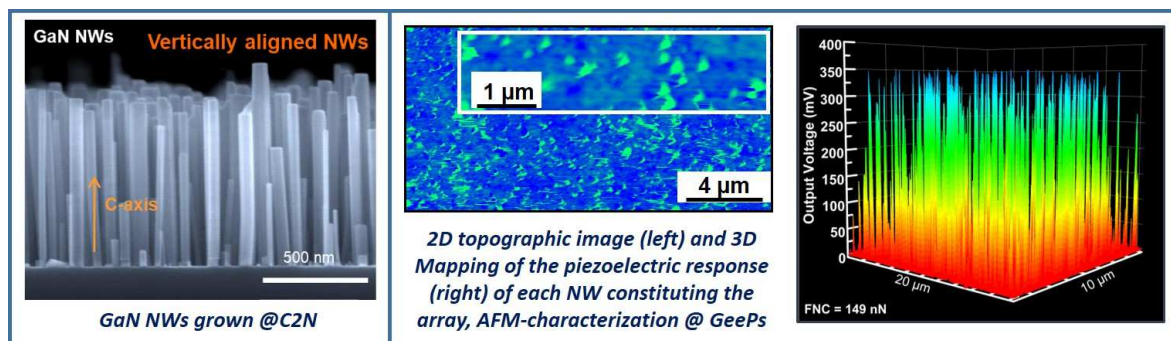 GaN NWs
Vertically aligned NWs
C-axis
500 nm
GaN NWs grown @C2N
1 µm
4 µm
2D topographic image (left) and 3D
Mapping of the piezoelectric response
(right) of each NW constituting the
array, AFM-characterization @ GeePs
400
350
300
250
200
150
100
50
0
Output Voltage (mV)
20 µm
10 µm
FNC = 149 nN